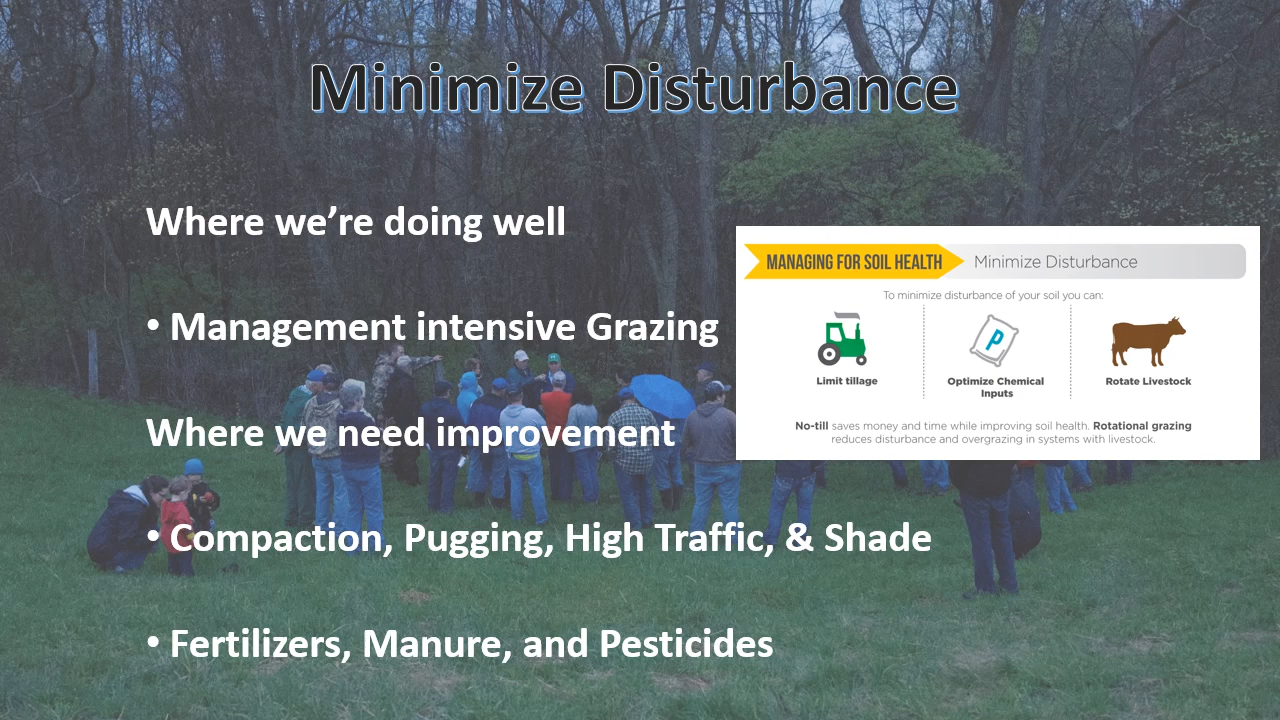 Minimize Disturbance
Where we’re doing well
• Management intensive Grazing
Where we need improvement
• Compaction, Pugging, High Traffic, & Shade
• Fertilizers, Manure, and Pesticides
MANAGING FOR SOIL HEALTH Minimize Disturbance
To minimize disturbance of your soil you can:
P
Limit tillage
Optimize Chemical
Inputs
Rotate Livestock
No-till saves money and time while improving soil health. Rotational grazing
reduces disturbance and overgrazing in systems with livestock.